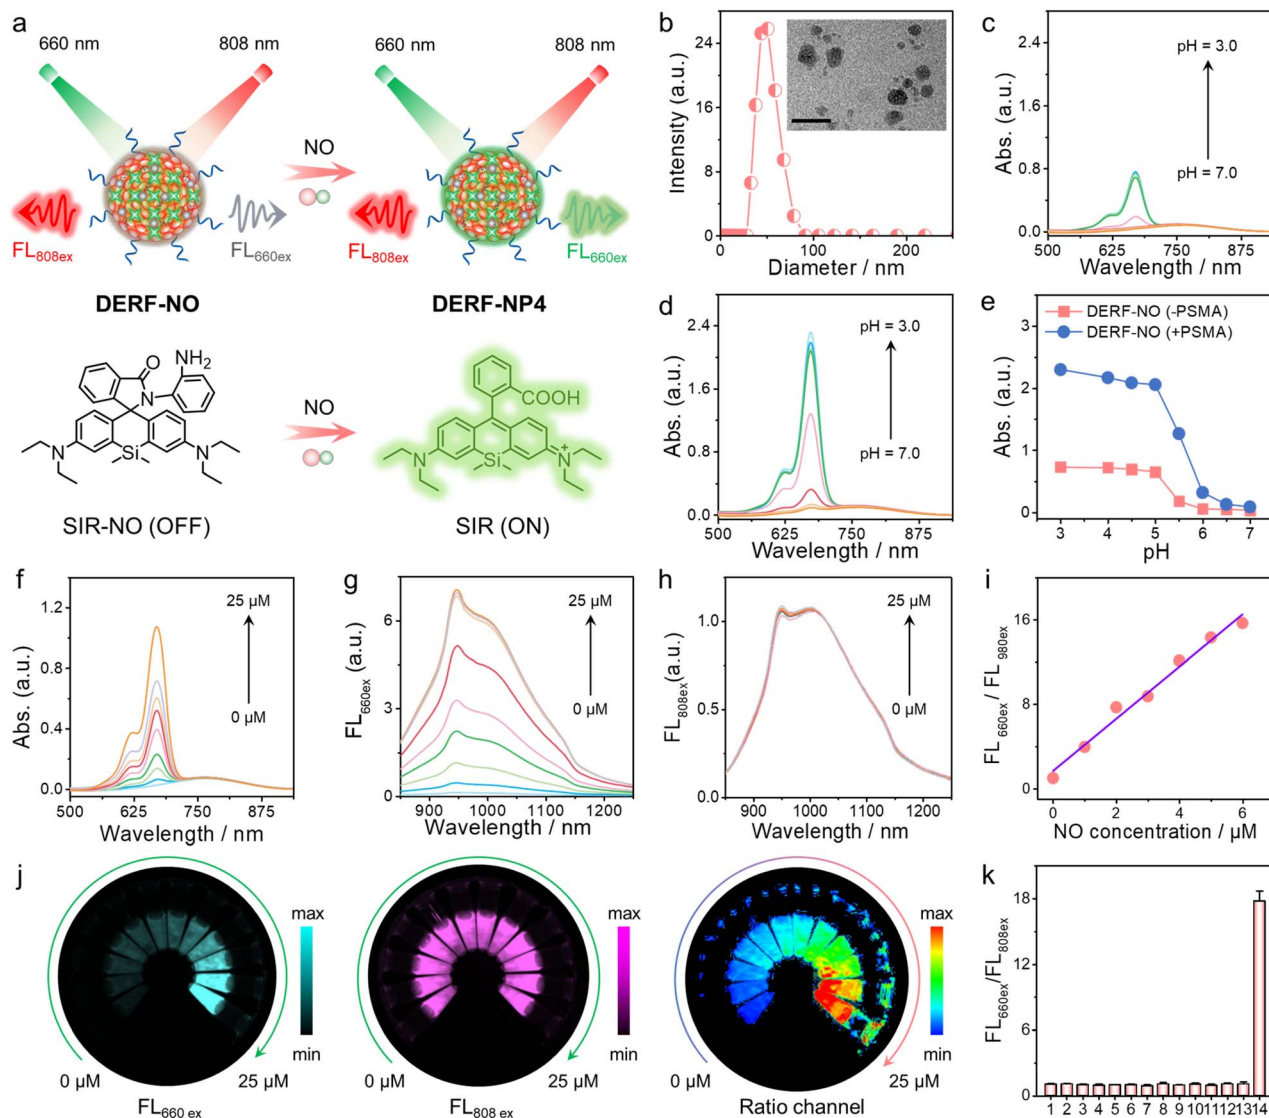 a
660 nm
808 nm
660 nm
808 nm
NO
FL808ex
FL660ex
FL808ex
FL660ex
DERF-NO
DERF-NP4
O
NH2
N
N
Si
N
SIR-NO (OFF)
NO
COOH
N
Si
N+
SIR (ON)
b
Intensity (a.u.)
24
16
8
0
0
100
200
Diameter / nm
c
Abs. (a.u.)
2.4
1.6
0.8
0.0
pH = 3.0
pH = 7.0
500
625
750
875
Wavelength / nm
d
Abs. (a.u.)
2.4
1.6
0.8
0.0
pH = 3.0
pH = 7.0
500
625
750
875
Wavelength / nm
e
Abs. (a.u.)
3
2
1
0
DERF-NO (-PSMA)
DERF-NO (+PSMA)
3
4
5
6
7
pH
f
Abs. (a.u.)
1.2
0.8
0.4
0.0
25 µM
0 µM
500
625
750
875
Wavelength / nm
g
FL660ex (a.u.)
6
3
0
25 µM
0 µM
900
1000
1100
1200
Wavelength / nm
h
FL808ex(a.u.)
0.9
0.6
0.3
0.0
25 µM
0 µM
900
1000
1100
1200
Wavelength / nm
i
FL660ex / FL980ex
16
8
0
0
2
4
6
NO concentration / µM
j
max
min
0 µM
25 µM
FL660 ex
max
min
0 µM
25 µM
FL808 ex
max
min
0 µM
25 µM
Ratio channel
k
FL660ex/FL808ex
18
12
6
0
1 2 3 4 5 6 7 8 9 1011121314